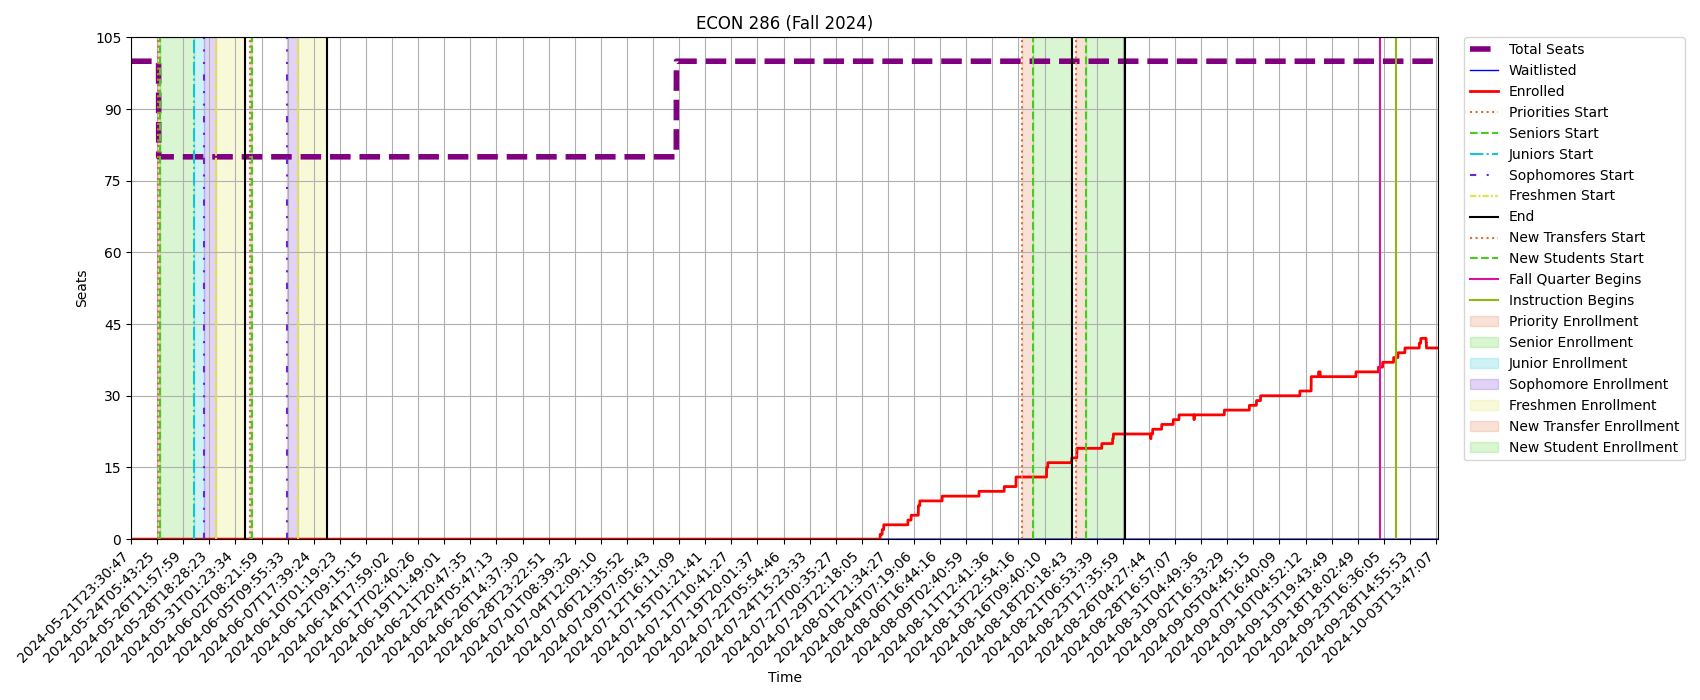 ECON 286 (Fall 2024)
105
90
75
60
45
30
15
0
Seats
2024-05-21T23:30:47
2024-05-24T05:43:25
2024-05-26T11:57:59
2024-05-28T18:28:23
2024-05-31T01:23:34
2024-06-02T08:21:59
2024-06-05T09:55:33
2024-06-07T17:39:24
2024-06-10T01:19:23
2024-06-12T09:15:15
2024-06-14T17:59:02
2024-06-17T02:40:26
2024-06-19T11:49:01
2024-06-21T20:47:35
2024-06-24T05:47:13
2024-06-26T14:37:30
2024-06-28T23:22:51
2024-07-01T08:39:32
2024-07-04T12:09:10
2024-07-06T21:35:52
2024-07-09T07:05:43
2024-07-12T16:11:09
2024-07-15T01:21:41
2024-07-17T10:41:27
2024-07-19T20:01:37
2024-07-22T05:54:46
2024-07-24T15:23:33
2024-07-27T00:35:27
2024-07-29T22:18:05
2024-08-01T21:34:27
2024-08-04T07:19:06
2024-08-06T16:44:16
2024-08-09T02:40:59
2024-08-11T12:41:36
2024-08-13T22:54:16
2024-08-16T09:40:10
2024-08-18T20:18:43
2024-08-21T06:53:39
2024-08-23T17:35:59
2024-08-26T04:27:44
2024-08-28T16:57:07
2024-08-31T04:49:36
2024-09-02T16:33:29
2024-09-05T04:45:15
2024-09-07T16:40:09
2024-09-10T04:52:12
2024-09-13T19:43:49
2024-09-18T18:02:49
2024-09-23T16:36:05
2024-09-28T14:55:53
2024-10-03T13:47:07
Time
Total Seats
Waitlisted
Enrolled
Priorities Start
Seniors Start
Juniors Start
Sophomores Start
Freshmen Start
End
New Transfers Start
New Students Start
Fall Quarter Begins
Instruction Begins
Priority Enrollment
Senior Enrollment
Junior Enrollment
Sophomore Enrollment
Freshmen Enrollment
New Transfer Enrollment
New Student Enrollment